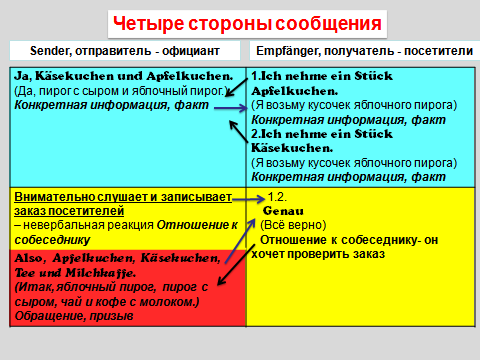 Четыре стороны сообщения
Sender, отправитель - официант
Empfänger, получатель - посетители
Ja, Käsekuchen und Apfelkuchen.
(Да, пирог с сыром и яблочный пирог.)
Конкретная информация, факт
1.Ich nehme ein Stück
Apfelkuchen.
(Я возьму кусочек яблочного пирога)
Конкретная информация, факт
2.Ich nehme ein Stück
Käsekuchen.
(Я возьму кусочек яблочного пирога)
Конкретная информация, факт
Внимательно слушает и записывает
заказ посетителей
– невербальная реакция Отношение к
собеседнику
1.2.
Genau
(Всё верно)
Отношение к собеседнику- он
хочет проверить заказ
Also, Apfelkuchen, Käsekuchen,
Tee und Milchkaffe.
(Итак, яблочный пирог, пирог с
сыром, чай и кофе с молоком.)
Обращение, призыв